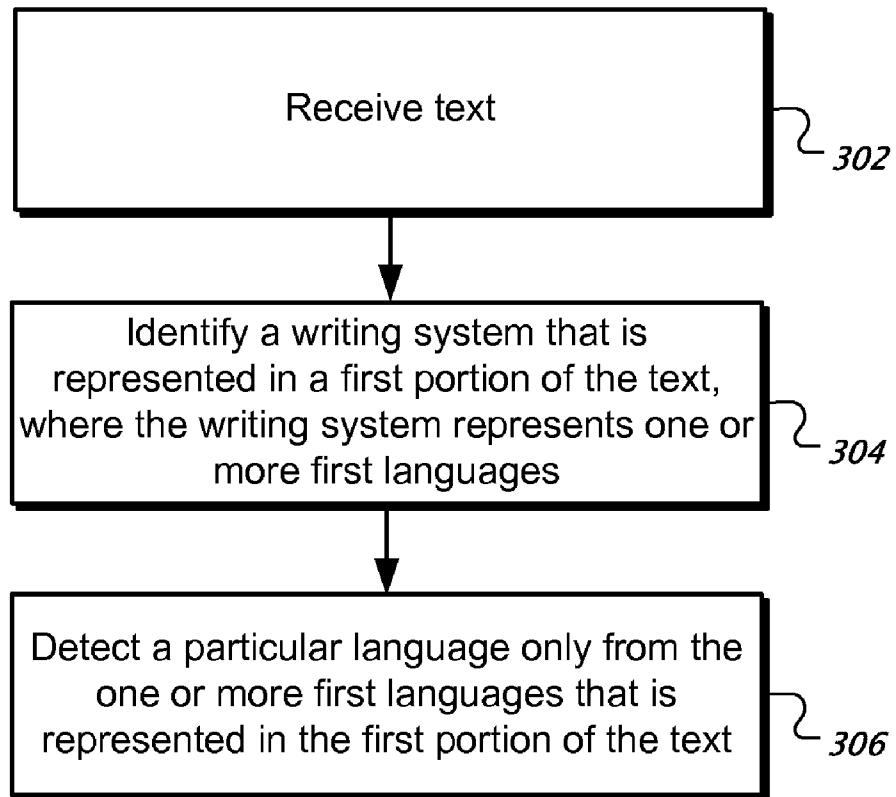 Receive text
302
Identify a writing system that is
represented in a first portion of the text,
where the writing system represents one or
more first languages
304
Detect a particular language only from the
one or more first languages that is
represented in the first portion of the text
306